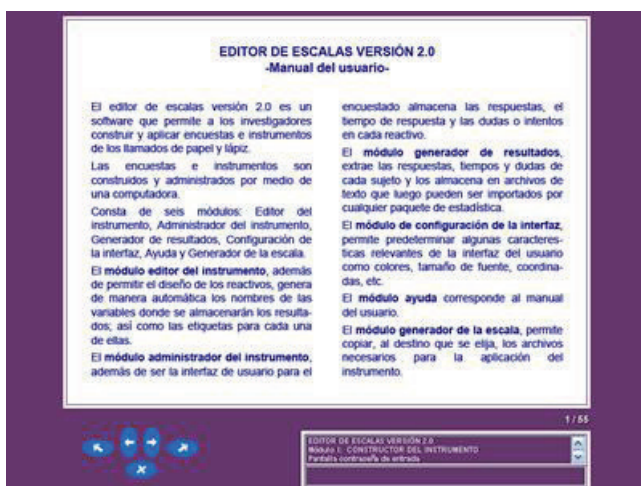 EDITOR DE ESCALAS VERSIÓN 2.0
-Manual del usuario-
El editor de escalas versión 2.0 es un
software que permite a los investigadores
construir y aplicar encuestas e instrumentos
de los llamados de papel y lápiz.
Las encuestas e instrumentos son
construidos y administrados por medio de
una computadora.
Consta de seis módulos: Editor del
instrumento, Administrador del instrumento,
Generador de resultados, Configuración de
la interfaz, Ayuda y Generador de la escala.
El módulo editor del instrumento, además
de permitir el diseño de los reactivos, genera
de manera automática los nombres de las
variables donde se almacenarán los resulta-
dos; así como las etiquetas para cada una
de ellas.
El módulo administrador del instrumento,
además de ser la interfaz de usuario para el
encuestado almacena las respuestas, el
tiempo de respuesta y las dudas o intentos
en cada reactivo.
El módulo generador de resultados,
extrae las respuestas, tiempos y dudas de
cada sujeto y los almacena en archivos de
texto que luego pueden ser importados por
cualquier paquete de estadística.
El módulo de configuración de la interfaz,
permite predeterminar algunas caracteres-
ticas relevantes de la interfaz del usuario
como colores, tamaño de fuente, coordina-
das, etc.
El módulo ayuda corresponde al manual
del usuario.
El módulo generador de la escala, permite
copiar, al destino que se elija, los archivos
necesarios para la aplicación del
instrumento.
1 / 55
EDITOR DE ESCALAS VERSIÓN 2.0
Módulo I: CONSTRUCTOR DEL INSTRUMENTO
Pantalla contraseña de entrada